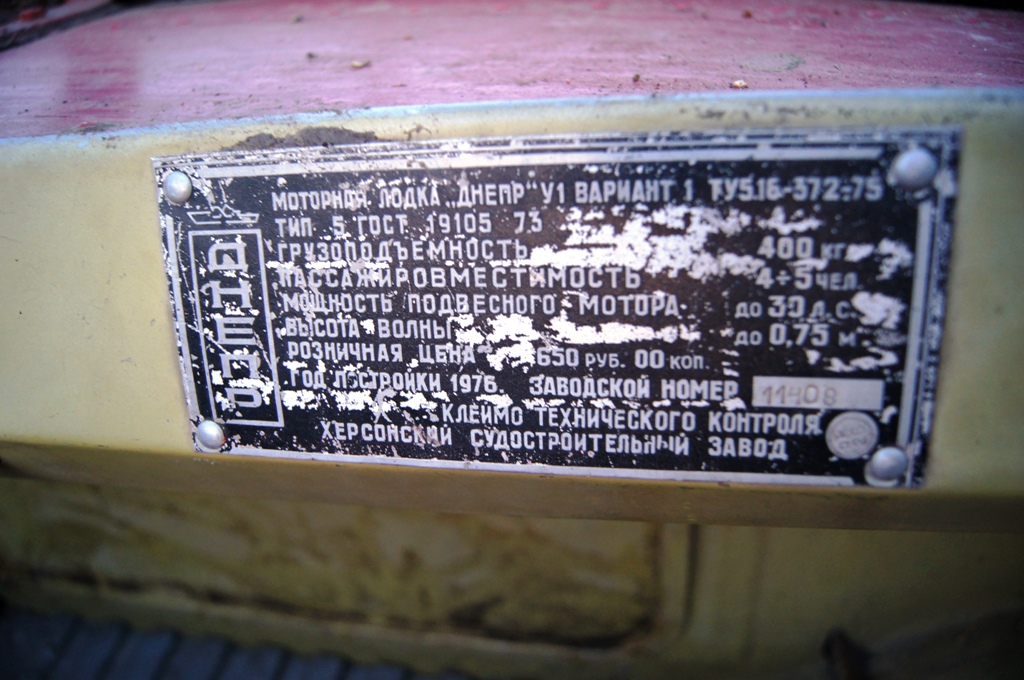 МОТОРНАЯ ЛОДКА „ДНЕПР" У1 ВАРИАНТ 1 ТУ5.16-372-75
ТИП 5 ГОСТ 19105 73
ГРУЗОПОДЪЕМНОСТЬ 400 кг
ПАССАЖИРОВМЕСТИМОСТЬ 4÷5 ЧЕЛ.
МОЩНОСТЬ ПОДВЕСНОГО МОТОРА до 30 Л.С.
ВЫСОТА ВОЛНЫ до 0,75 м
РОЗНИЧНАЯ ЦЕНА 650 РУБ. 00 КОП.
ГОД ПОСТРОЙКИ 1976. ЗАВОДСКОЙ НОМЕР 11408
КЛЕЙМО ТЕХНИЧЕСКОГО КОНТРОЛЯ
ХЕРСОНСКИЙ СУДОСТРОИТЕЛЬНЫЙ ЗАВОД
ДНЕПР